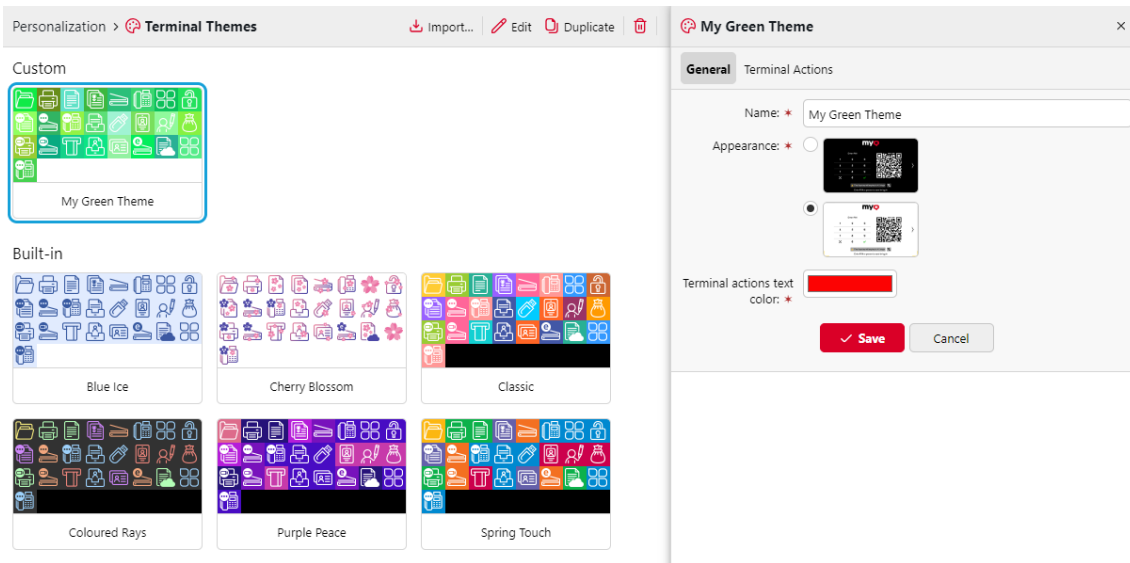 Personalization > Terminal Themes
Import... Edit Duplicate
Custom
My Green Theme
Built-in
Blue Ice
Cherry Blossom
Classic
Coloured Rays
Purple Peace
Spring Touch
My Green Theme ×
General Terminal Actions
Name: * My Green Theme
Appearance: *
myQ
myQ
Terminal actions text
color: *
Save Cancel